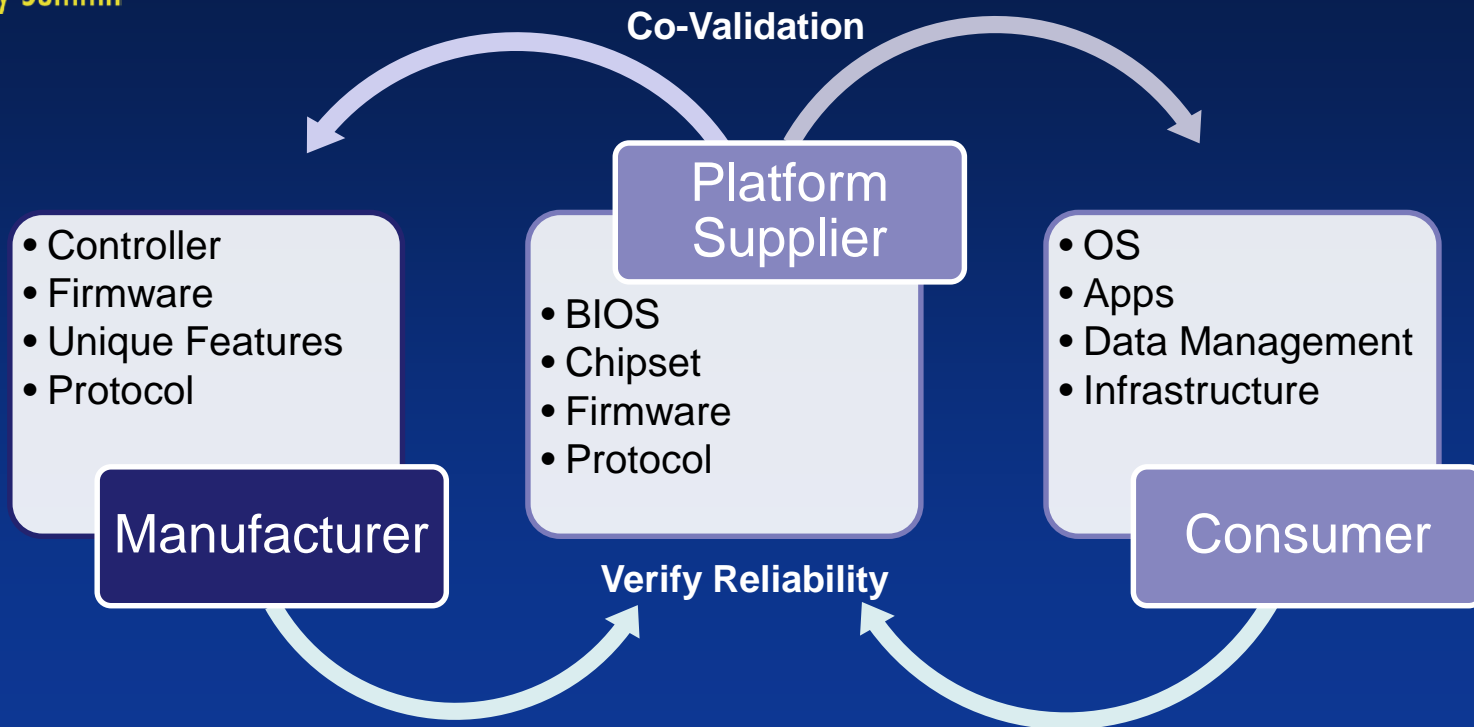 Co-Validation
• Controller
• Firmware
• Unique Features
• Protocol
Manufacturer
Platform
Supplier
• BIOS
• Chipset
• Firmware
• Protocol
Verify Reliability
• OS
• Apps
• Data Management
• Infrastructure
Consumer